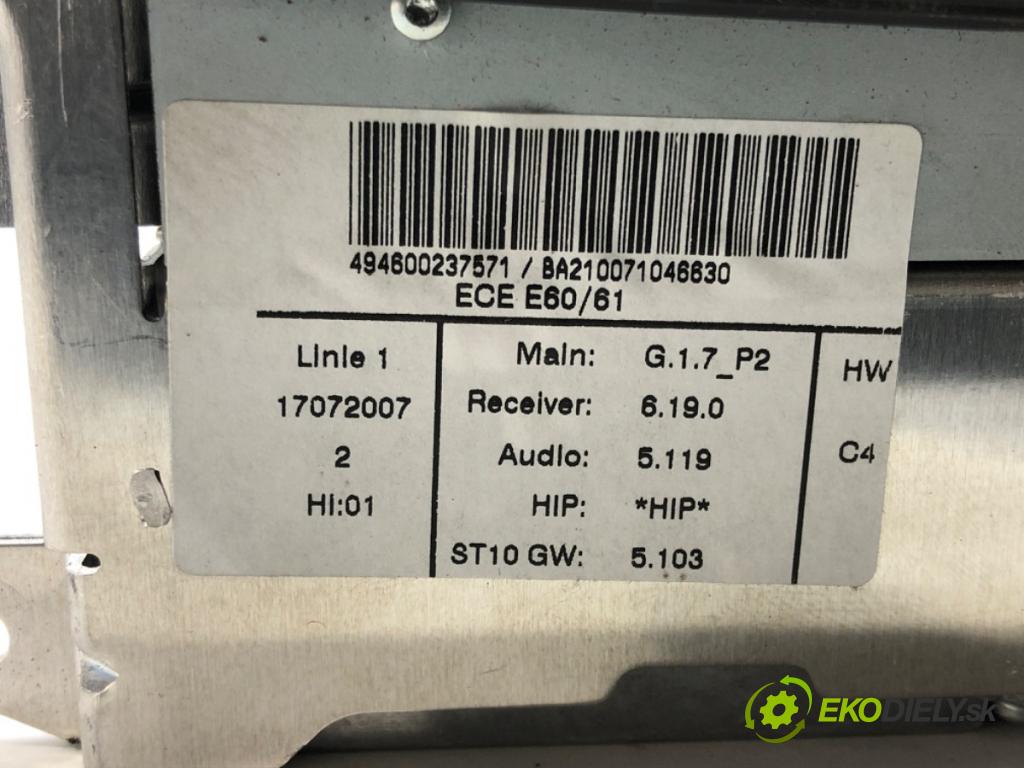 494600237571 / BA210071046630
ECE E60/61
Linie 1
17072007
2
HI:01
Main: G.1.7_P2
Receiver: 6.19.0
Audio: 5.119
HIP: *HIP*
ST10 GW: 5.103
HW
C4
EKODIELY.sk